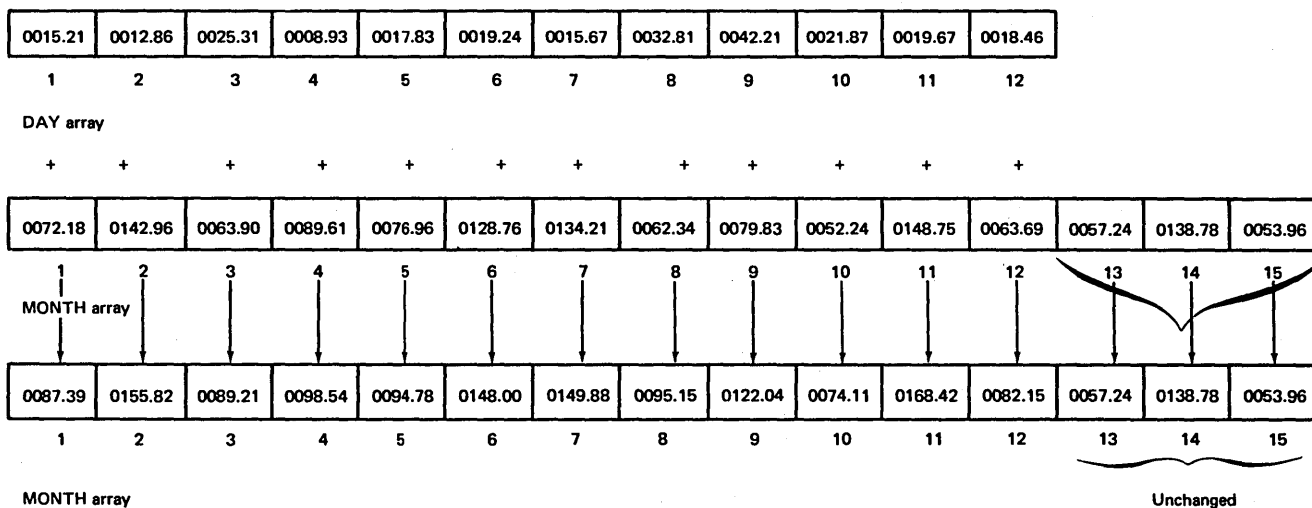 0015.21 0012.86 0025.31 0008.93 0017.83 0019.24 0015.67 0032.81 0042.21 0021.87 0019.67 0018.46
1 2 3 4 5 6 7 8 9 10 11 12
DAY array
+ + + + + + + + + + + +
0072.18 0142.96 0063.90 0089.61 0076.96 0128.76 0134.21 0062.34 0079.83 0052.24 0148.75 0063.69 0057.24 0138.78 0053.96
1 2 3 4 5 6 7 8 9 10 11 12 13 14 15
MONTH array
0087.39 0155.82 0089.21 0098.54 0094.78 0148.00 0149.88 0095.15 0122.04 0074.11 0168.42 0082.15 0057.24 0138.78 0053.96
1 2 3 4 5 6 7 8 9 10 11 12 13 14 15
MONTH array
Unchanged